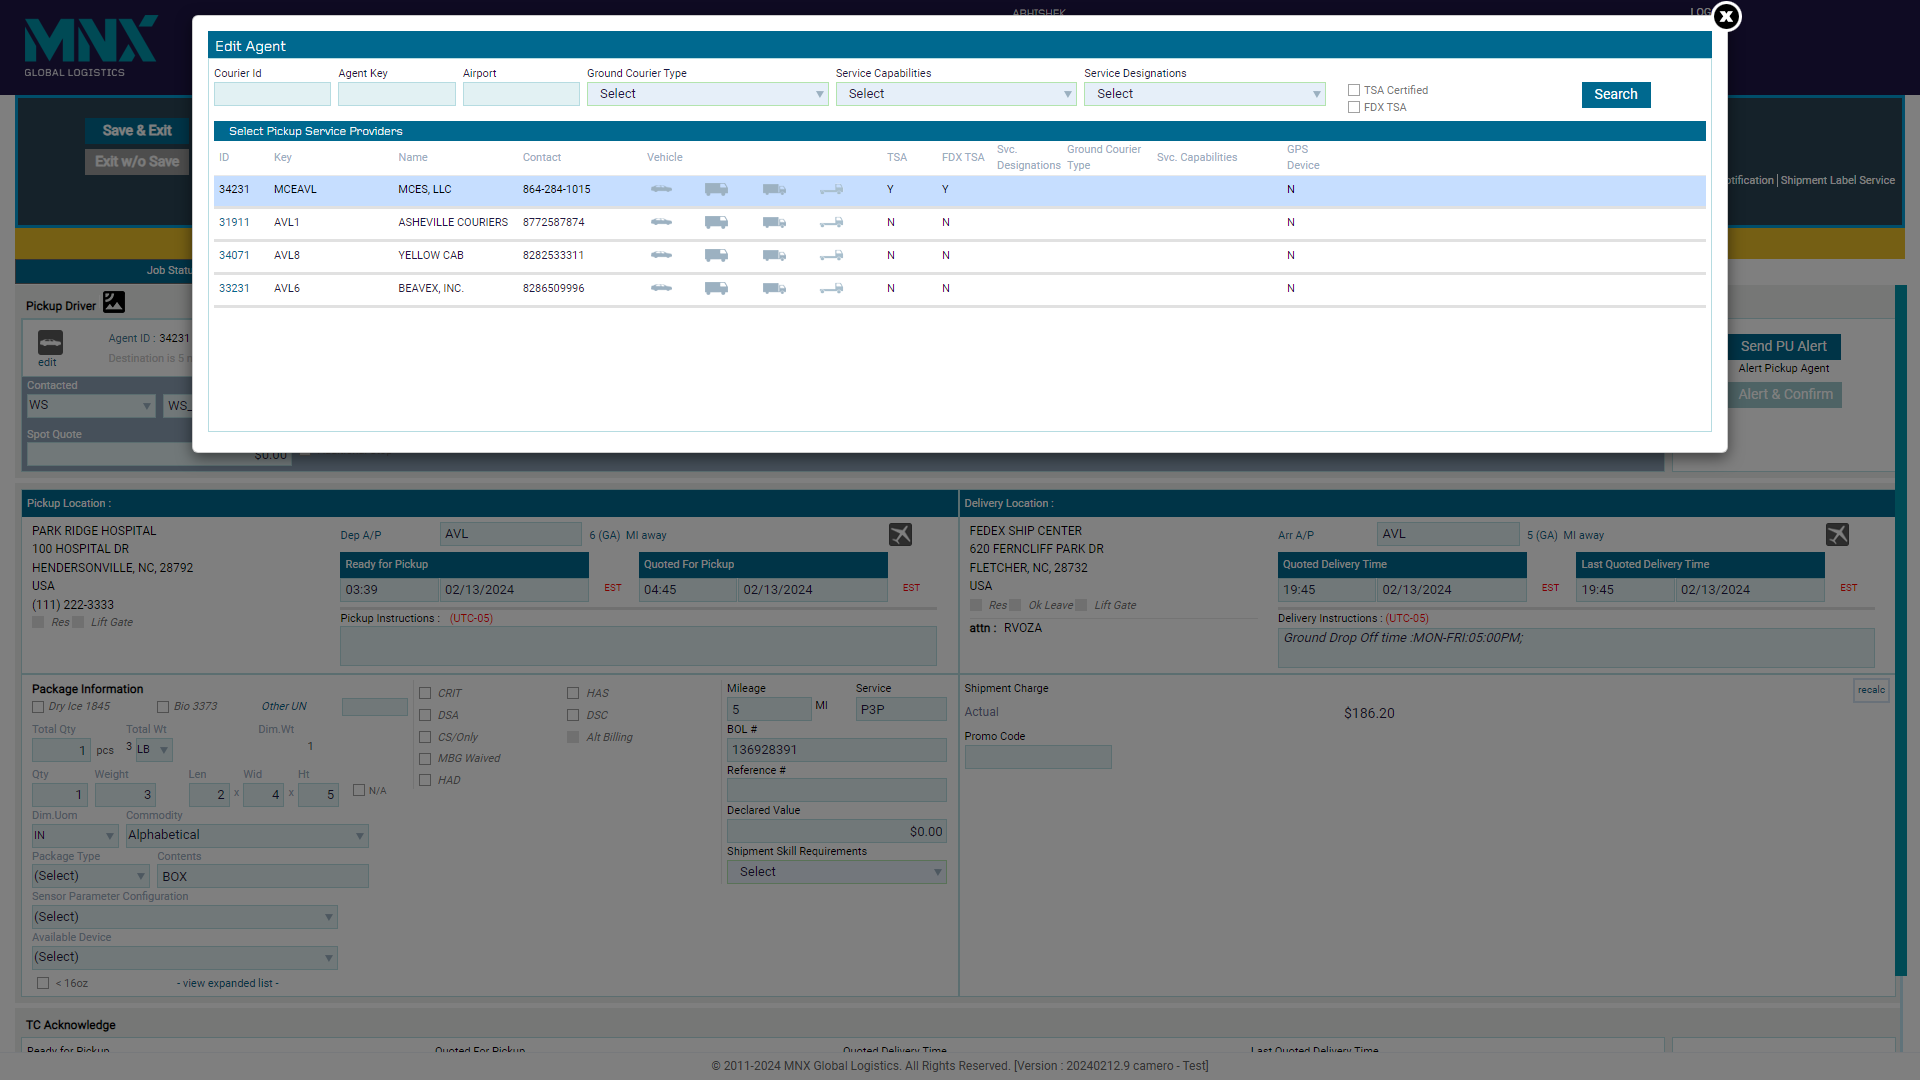 ABHISHEK
LOG
MNX
GLOBAL LOGISTICS
X
Edit Agent
Courier Id
Agent Key
Airport
Ground Courier Type
Select
Service Capabilities
Select
Service Designations
Select
TSA Certified
FDX TSA
Search
Select Pickup Service Providers
ID Key Name Contact Vehicle TSA FDX TSA Svc. Designations Ground Courier Type Svc. Capabilities GPS Device
34231 MCEAVL MCES, LLC 864-284-1015 Y Y N
31911 AVL1 ASHEVILLE COURIERS 8772587874 N N N
34071 AVL8 YELLOW CAB 8282533311 N N N
33231 AVL6 BEAVEX, INC. 8286509996 N N N
Save & Exit
Exit w/o Save
Shipment Label Service
Job
Pickup Driver
edit
Agent ID : 34231
Destination is 5
Contacted
WS
WS_
Spot Quote
$0.00
Send PU Alert
Alert Pickup Agent
Alert & Confirm
Pickup Location :
PARK RIDGE HOSPITAL
100 HOSPITAL DR
HENDERSONVILLE, NC, 28792
USA
(111) 222-3333
Res Lift Gate
Dep A/P AVL 6 (GA) MI away
Ready for Pickup
03:39 02/13/2024 EST
Quoted For Pickup
04:45 02/13/2024 EST
Pickup Instructions : (UTC-05)
Delivery Location :
FEDEX SHIP CENTER
620 FERNCLIFF PARK DR
FLETCHER, NC, 28732
USA
Res Ok Leave Lift Gate
attn : RVOZA
Arr A/P AVL 5 (GA) MI away
Quoted Delivery Time
19:45 02/13/2024 EST
Last Quoted Delivery Time
19:45 02/13/2024 EST
Delivery Instructions : (UTC-05)
Ground Drop Off time :MON-FRI:05:00PM;
Package Information
Dry Ice 1845 Bio 3373 Other UN
Total Qty Total Wt Dim.Wt
1 pcs 3 LB 1
Qty Weight Len Wid Ht
1 3 2 x 4 x 5 N/A
Dim.Uom Commodity
IN Alphabetical
Package Type Contents
(Select) BOX
Sensor Parameter Configuration
(Select)
Available Device
(Select)
< 16oz - view expanded list -
CRIT HAS
DSA DSC
CS/Only Alt Billing
MBG Waived
HAD
Mileage Service
5 MI P3P
BOL #
136928391
Reference #
Declared Value
$0.00
Shipment Skill Requirements
Select
Shipment Charge
recalc
Actual $186.20
Promo Code
TC Acknowledge
Ready for Pickup Quoted For Pickup Quoted Delivery Time Last Quoted Delivery Time
© 2011-2024 MNX Global Logistics. All Rights Reserved. [Version : 20240212.9 camero - Test]